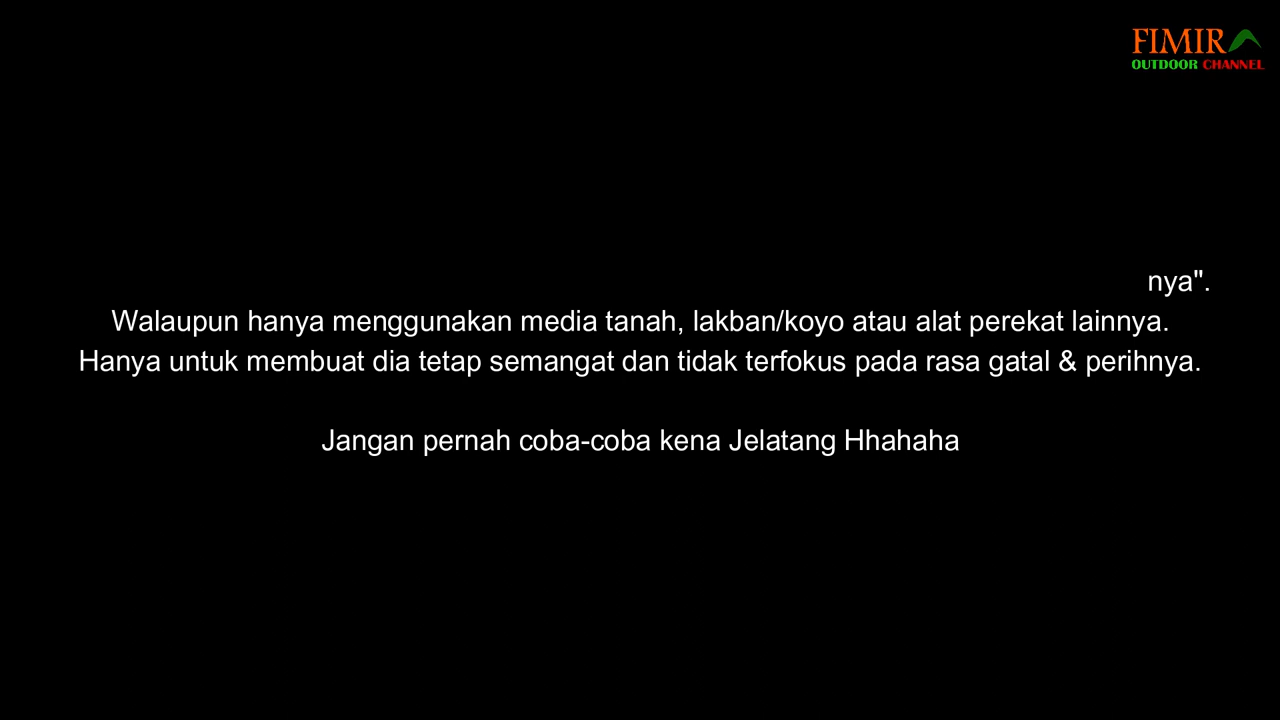 FIMIR
OUTDOOR CHANNEL
nya".
Walaupun hanya menggunakan media tanah, lakban/koyo atau alat perekat lainnya.
Hanya untuk membuat dia tetap semangat dan tidak terfokus pada rasa gatal & perihnya.
Jangan pernah coba-coba kena Jelatang Hhahaha